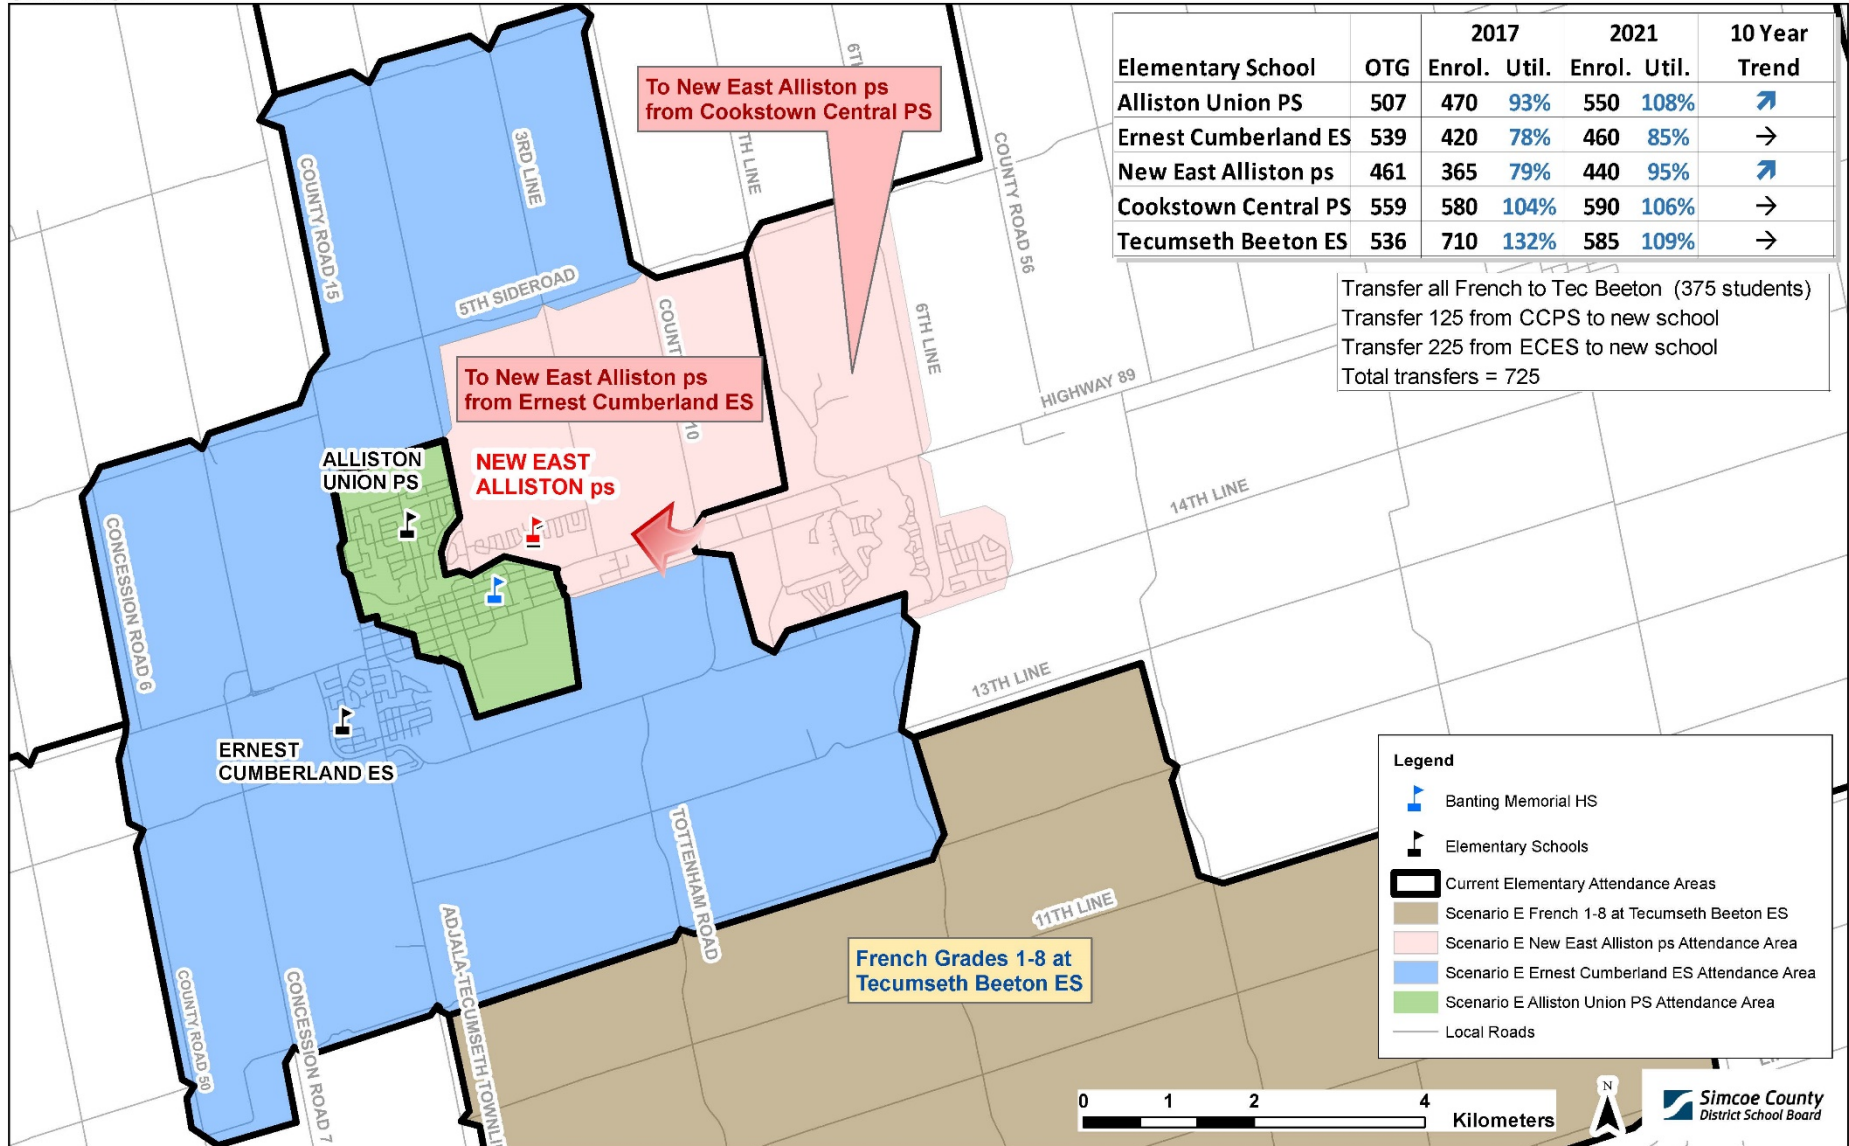 2017 2021 10 Year
Elementary School OTG Enrol. Util. Enrol. Util. Trend
Alliston Union PS 507 470 93% 550 108%
Ernest Cumberland ES 539 420 78% 460 85% →
New East Alliston ps 461 365 79% 440 95%
Cookstown Central PS 559 580 104% 590 106% →
Tecumseth Beeton ES 536 710 132% 585 109% →
Transfer all French to Tec Beeton (375 students)
Transfer 125 from CCPS to new school
Transfer 225 from ECES to new school
Total transfers = 725
To New East Alliston ps
from Cookstown Central PS
To New East Alliston ps
from Ernest Cumberland ES
COUNTY ROAD 15
3RD LINE
5TH SIDEROAD
TH LINE
6TH LINE
COUNTY ROAD 56
HIGHWAY 89
14TH LINE
13TH LINE
11TH LINE
10
ALLISTON
UNION PS
NEW EAST
ALLISTON ps
CONCESSION ROAD 6
ERNEST
CUMBERLAND ES
TOTTENHAM ROAD
COUNTY ROAD 50
CONCESSION ROAD 7
ADJALA-TECUMSETH TOWNLI
French Grades 1-8 at
Tecumseth Beeton ES
Legend
Banting Memorial HS
Elementary Schools
Current Elementary Attendance Areas
Scenario E French 1-8 at Tecumseth Beeton ES
Scenario E New East Alliston ps Attendance Area
Scenario E Ernest Cumberland ES Attendance Area
Scenario E Alliston Union PS Attendance Area
Local Roads
0 1 2 4
Kilometers
N
Simcoe County
District School Board